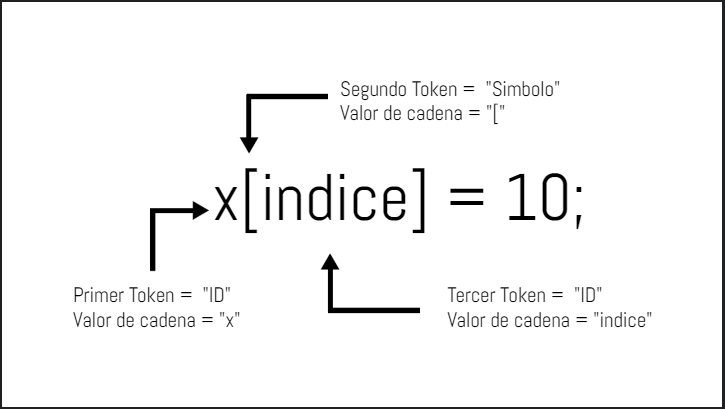 Segundo Token = "Simbolo"
Valor de cadena = "["
x[indice] = 10;
Primer Token = "ID"
Valor de cadena = "x"
Tercer Token = "ID"
Valor de cadena = "indice"